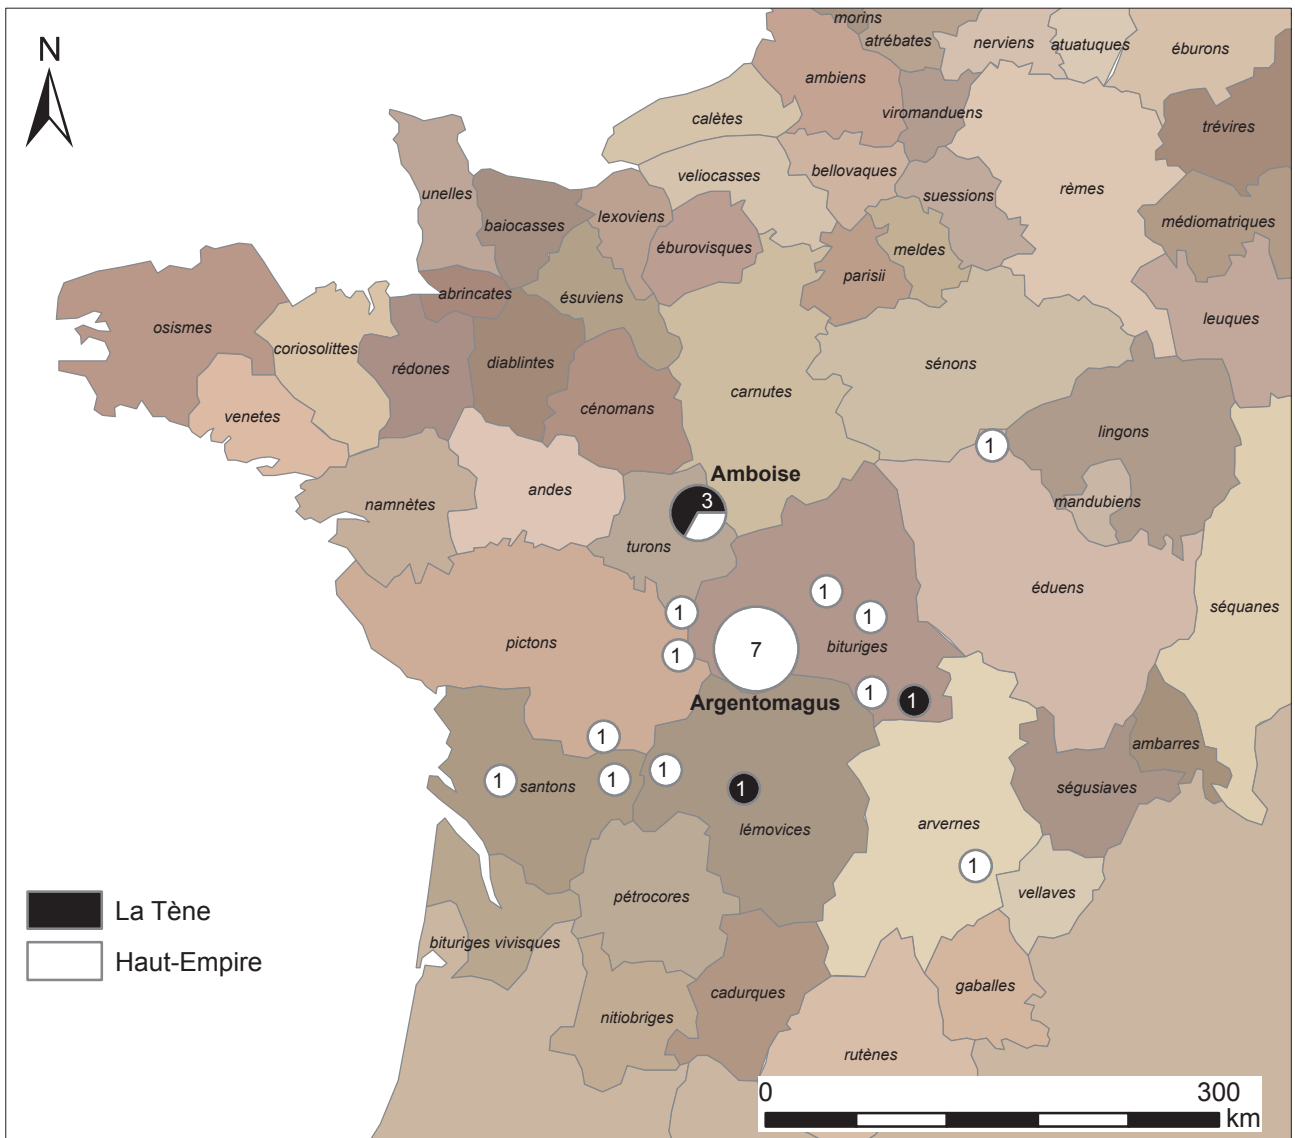 N
morins
atrébates
nerviens
atuatuques
éburons
ambiens
viromanduens
trévires
calètes
veliocasses
bellovaques
suessions
rèmes
médiomatriques
unelles
baiocasses
lexoviens
éburovisques
meldes
parisii
abrincates
ésuviens
leuques
osismes
coriosolittes
rédones
diablintes
cénomans
carnutes
sénons
venetes
lingons
1
Amboise
3
namnètes
andes
mandubiens
turons
éduens
séquanes
1
1
1
bituriges
pictons
1
7
1
1
Argentomagus
1
ambarres
1
santons
1
1
1
ségusiaves
lémovices
arvernes
1
vellaves
pétrocores
La Tène
bituriges vivisques
Haut-Empire
cadurques
gaballes
nitiobriges
rutènes
0
300
km